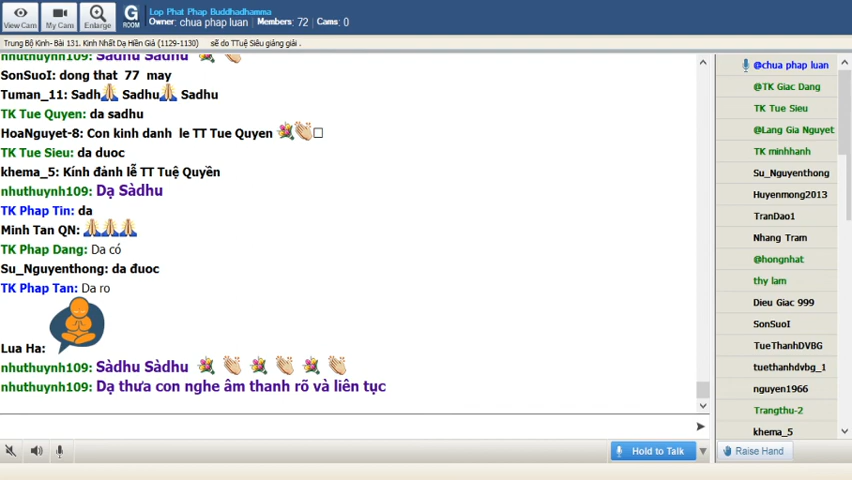 View Cam
My Cam
Enlarge
G
ROOM
Lop Phat Phap Buddhadhamma
Owner: chua phap luan Members: 72 Cams: 0
Trung Bộ Kinh- Bài 131. Kinh Nhất Dạ Hiền Giả (1129-1130) sẽ do TTuệ Siêu giảng giải .
nhuthuynh109: Sàdhu Sàdhu
SonSuoI: dong that 77 may
Tuman_11: Sadh Sadhu Sadhu
TK Tue Quyen: da sadhu
HoaNguyet-8: Con kinh danh le TT Tue Quyen
TK Tue Sieu: da duoc
khema_5: Kính đảnh lễ TT Tuệ Quyền
nhuthuynh109: Dạ Sàdhu
TK Phap Tin: da
Minh Tan QN:
TK Phap Dang: Da có
Su_Nguyenthong: da đuoc
TK Phap Tan: Da ro
Lua Ha:
nhuthuynh109: Sàdhu Sàdhu
nhuthuynh109: Dạ thưa con nghe âm thanh rõ và liên tục
Hold to Talk
@chua phap luan
@TK Giac Dang
TK Tue Sieu
@Lang Gia Nguyet
TK minhhanh
Su_Nguyenthong
Huyenmong2013
TranDao1
Nhang Tram
@hongnhat
thy lam
Dieu Giac 999
SonSuoI
TueThanhDVBG
tuethanhdvbg_1
nguyen1966
Trangthu-2
khema_5
Raise Hand